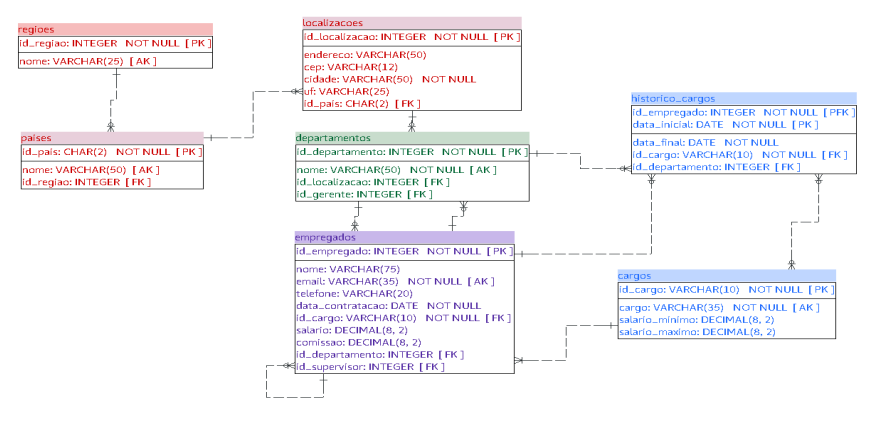 regioes
id_regiao: INTEGER NOT NULL [ PK ]
nome: VARCHAR(25) [ AK ]
localizacoes
id_localizacao: INTEGER NOT NULL [ PK ]
endereco: VARCHAR(50)
cep: VARCHAR(12)
cidade: VARCHAR(50) NOT NULL
uf: VARCHAR(25)
id_pais: CHAR(2) [ FK ]
historico_cargos
id_empregado: INTEGER NOT NULL [ PFK ]
data_inicial: DATE NOT NULL [ PK ]
data_final: DATE NOT NULL
id_cargo: VARCHAR(10) NOT NULL [ FK ]
id_departamento: INTEGER [ FK ]
paises
id_pais: CHAR(2) NOT NULL [ PK ]
nome: VARCHAR(50) [ AK ]
id_regiao: INTEGER [ FK ]
departamentos
id_departamento: INTEGER NOT NULL [ PK ]
nome: VARCHAR(50) NOT NULL [ AK ]
id_localizacao: INTEGER [ FK ]
id_gerente: INTEGER [ FK ]
empregados
id_empregado: INTEGER NOT NULL [ PK ]
nome: VARCHAR(75)
email: VARCHAR(35) NOT NULL [ AK ]
telefone: VARCHAR(20)
data_contratacao: DATE NOT NULL
id_cargo: VARCHAR(10) NOT NULL [ FK ]
salario: DECIMAL(8, 2)
comissao: DECIMAL(8, 2)
id_departamento: INTEGER [ FK ]
id_supervisor: INTEGER [ FK ]
cargos
id_cargo: VARCHAR(10) NOT NULL [ PK ]
cargo: VARCHAR(35) NOT NULL [ AK ]
salario_minimo: DECIMAL(8, 2)
salario_maximo: DECIMAL(8, 2)